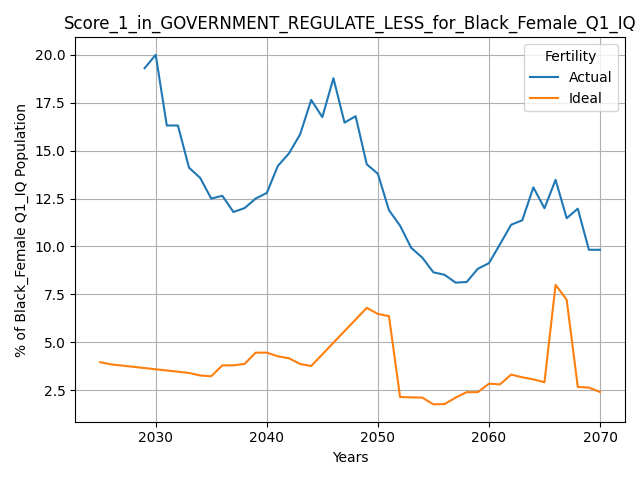 Score_1_in_GOVERNMENT_REGULATE_LESS_for_Black_Female_Q1_IQ
Fertility
Actual
Ideal
% of Black_Female Q1_IQ Population
20.0
17.5
15.0
12.5
10.0
7.5
5.0
2.5
2030 2040 2050 2060 2070
Years